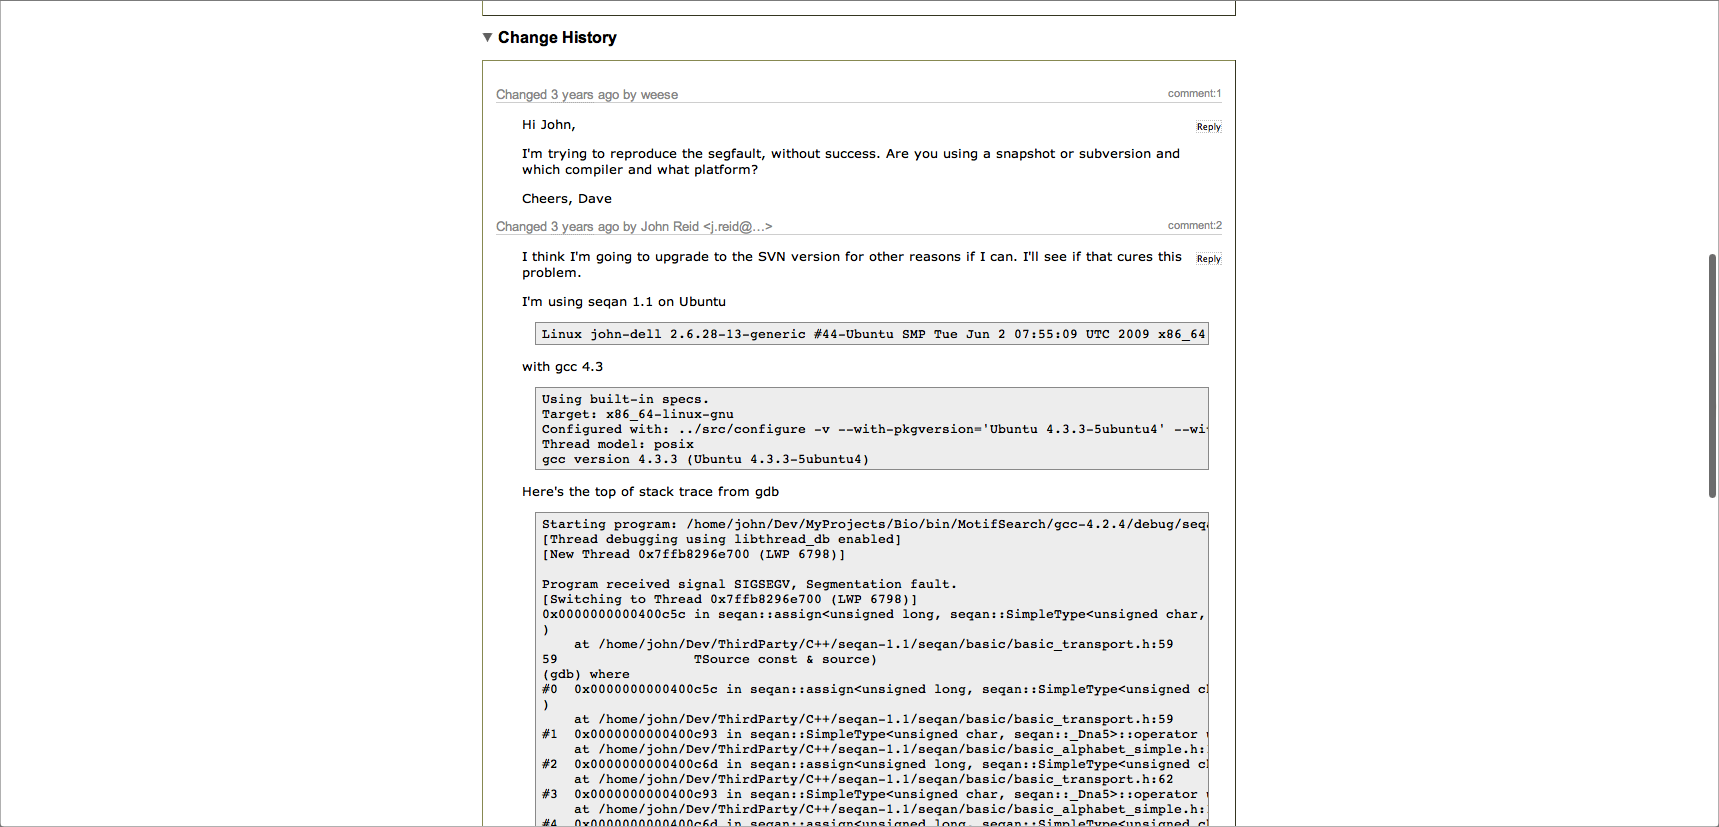 ▼ Change History
Changed 3 years ago by weese
comment:1
Hi John,
Reply
I'm trying to reproduce the segfault, without success. Are you using a snapshot or subversion and
which compiler and what platform?
Cheers, Dave
Changed 3 years ago by John Reid <j.reid@…>
comment:2
I think I'm going to upgrade to the SVN version for other reasons if I can. I'll see if that cures this
Reply
problem.
I'm using seqan 1.1 on Ubuntu
Linux john-dell 2.6.28-13-generic #44-Ubuntu SMP Tue Jun 2 07:55:09 UTC 2009 x86_64
with gcc 4.3
Using built-in specs.
Target: x86_64-linux-gnu
Configured with: ../src/configure -v --with-pkgversion='Ubuntu 4.3.3-5ubuntu4' --wi
Thread model: posix
gcc version 4.3.3 (Ubuntu 4.3.3-5ubuntu4)
Here's the top of stack trace from gdb
Starting program: /home/john/Dev/MyProjects/Bio/bin/MotifSearch/gcc-4.2.4/debug/seq
[Thread debugging using libthread_db enabled]
[New Thread 0x7ffb8296e700 (LWP 6798)]
Program received signal SIGSEGV, Segmentation fault.
[Switching to Thread 0x7ffb8296e700 (LWP 6798)]
0x0000000000400c5c in seqan::assign<unsigned long, seqan::SimpleType<unsigned char,
)
at /home/john/Dev/ThirdParty/C++/seqan-1.1/seqan/basic/basic_transport.h:59
59 TSource const & source)
(gdb) where
#0 0x0000000000400c5c in seqan::assign<unsigned long, seqan::SimpleType<unsigned c
)
at /home/john/Dev/ThirdParty/C++/seqan-1.1/seqan/basic/basic_transport.h:59
#1 0x0000000000400c93 in seqan::SimpleType<unsigned char, seqan::_Dna5>::operator
at /home/john/Dev/ThirdParty/C++/seqan-1.1/seqan/basic/basic_alphabet_simple.h:
#2 0x0000000000400c6d in seqan::assign<unsigned long, seqan::SimpleType<unsigned c
at /home/john/Dev/ThirdParty/C++/seqan-1.1/seqan/basic/basic_transport.h:62
#3 0x0000000000400c93 in seqan::SimpleType<unsigned char, seqan::_Dna5>::operator
at /home/john/Dev/ThirdParty/C++/seqan-1.1/seqan/basic/basic_alphabet_simple.h:
#4 0x0000000000400c6d in seqan::assign<unsigned long, seqan::SimpleType<unsigned c